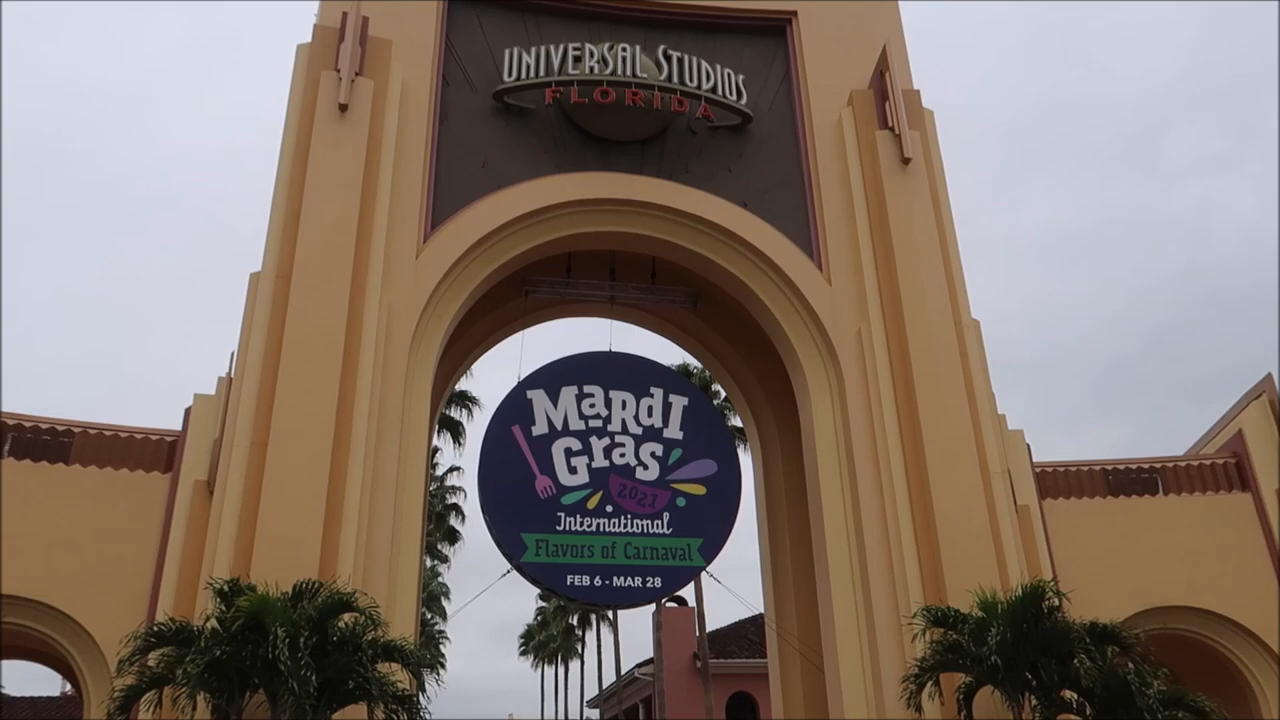 UNIVERSAL STUDIOS
FLORIDA
MaRdI
Gras
2021
International
Flavors of Carnaval
FEB 6 - MAR 28